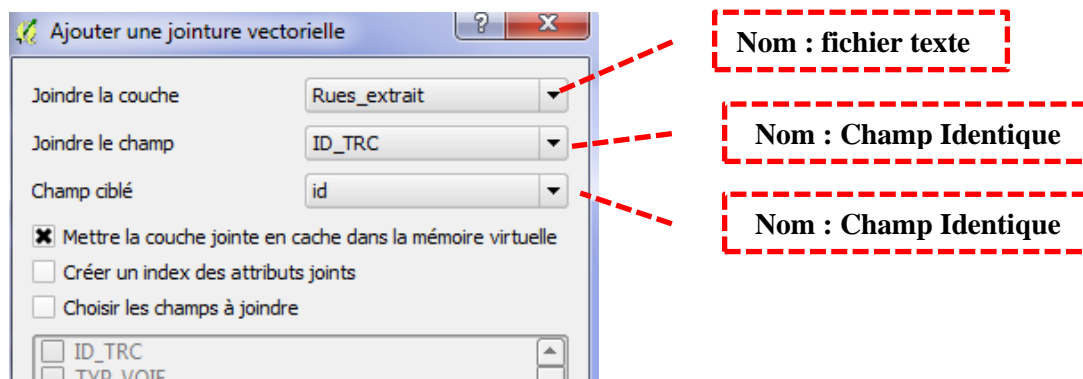 Ajouter une jointure vectorielle
? X
Nom : fichier texte
Joindre la couche Rues_extrait
Joindre le champ ID_TRC
Nom : Champ Identique
Champ ciblé id
Nom : Champ Identique
Mettre la couche jointe en cache dans la mémoire virtuelle
Créer un index des attributs joints
Choisir les champs à joindre
ID_TRC
TYP_VOIE